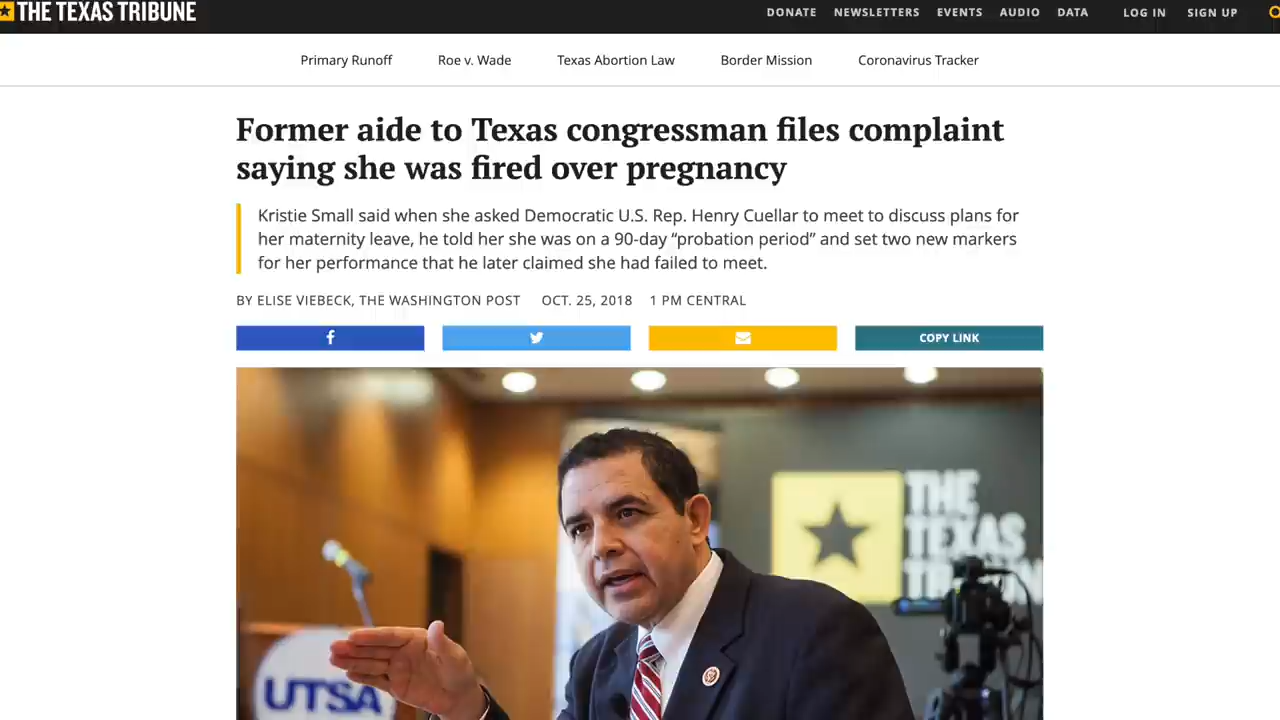 THE TEXAS TRIBUNE
DONATE NEWSLETTERS EVENTS AUDIO DATA LOG IN SIGN UP
Primary Runoff Roe v. Wade Texas Abortion Law Border Mission Coronavirus Tracker
Former aide to Texas congressman files complaint
saying she was fired over pregnancy
Kristie Small said when she asked Democratic U.S. Rep. Henry Cuellar to meet to discuss plans for
her maternity leave, he told her she was on a 90-day “probation period” and set two new markers
for her performance that he later claimed she had failed to meet.
BY ELISE VIEBECK, THE WASHINGTON POST OCT. 25, 2018 1 PM CENTRAL
COPY LINK
THE
TEXAS
UTSA